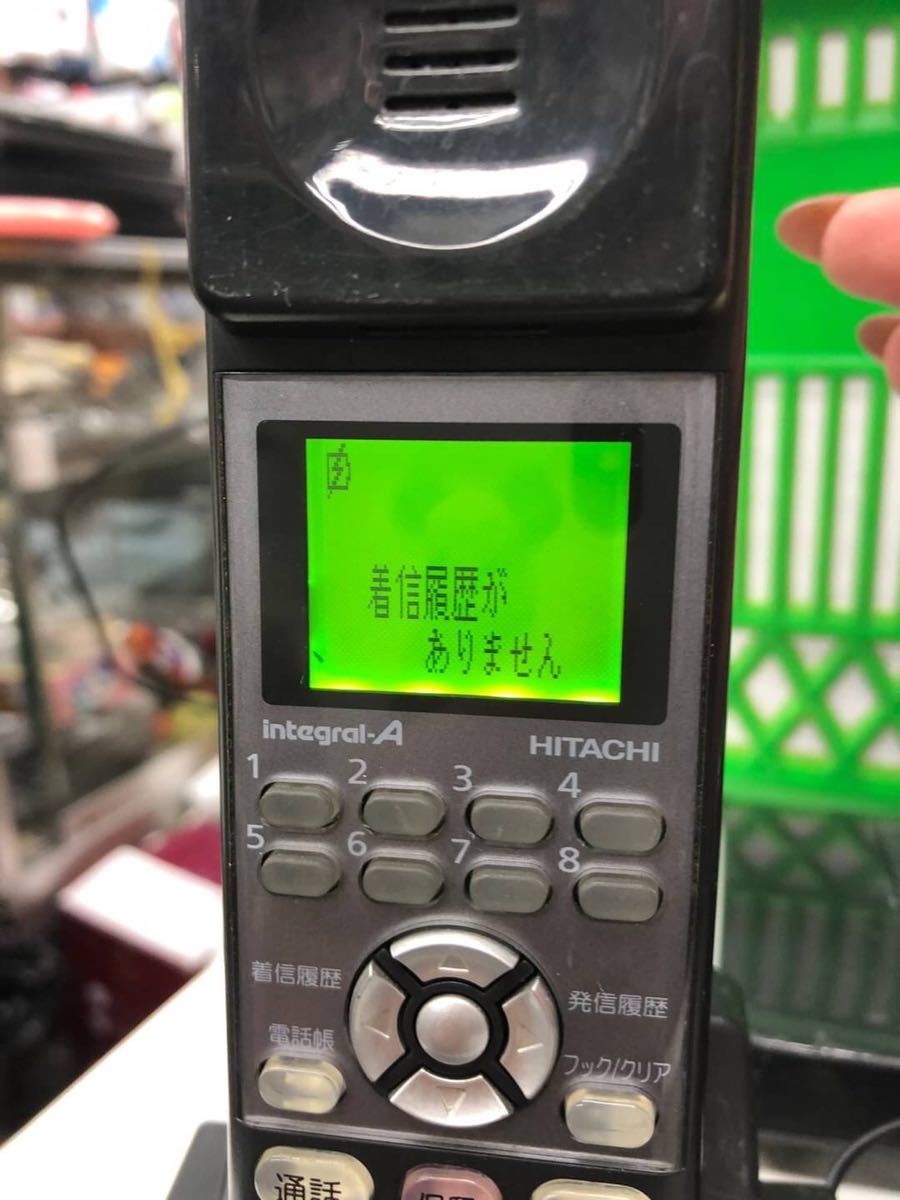 着信履歴が
ありません
integral-A
HITACHI
1 2 3 4
5 6 7 8
着信履歴
発信履歴
電話帳
フック/クリア
通話
保留